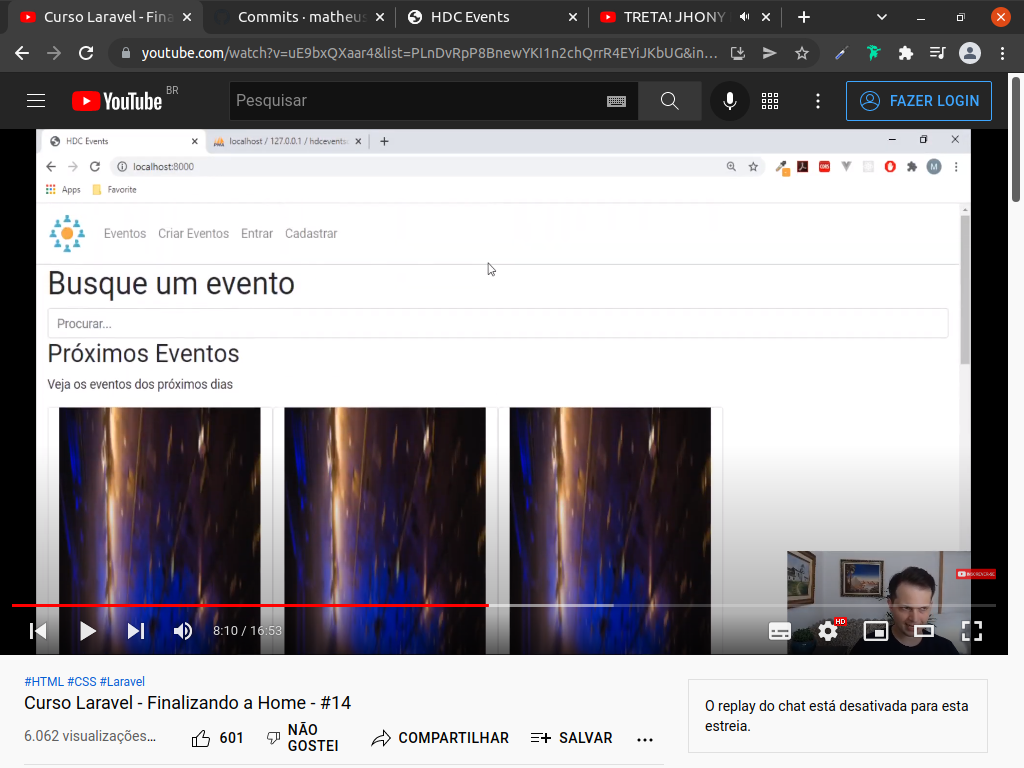 Curso Laravel - Fina
Commits · matheus
HDC Events
TRETA! JHONY
youtube.com/watch?v=uE9bxQXaar4&list=PLnDvRpP8BnewYKI1n2chQrrR4EYiJKbUG&in...
YouTube BR
Pesquisar
FAZER LOGIN
HDC Events
localhost / 127.0.0.1 / hdcevents
localhost:8000
Apps
Favorite
Eventos Criar Eventos Entrar Cadastrar
Busque um evento
Procurar...
Próximos Eventos
Veja os eventos dos próximos dias
INSCREVER-SE
8:10 / 16:53
HD
#HTML #CSS #Laravel
Curso Laravel - Finalizando a Home - #14
6.062 visualizações...
601
NÃO GOSTEI
COMPARTILHAR
SALVAR
O replay do chat está desativada para esta
estreia.